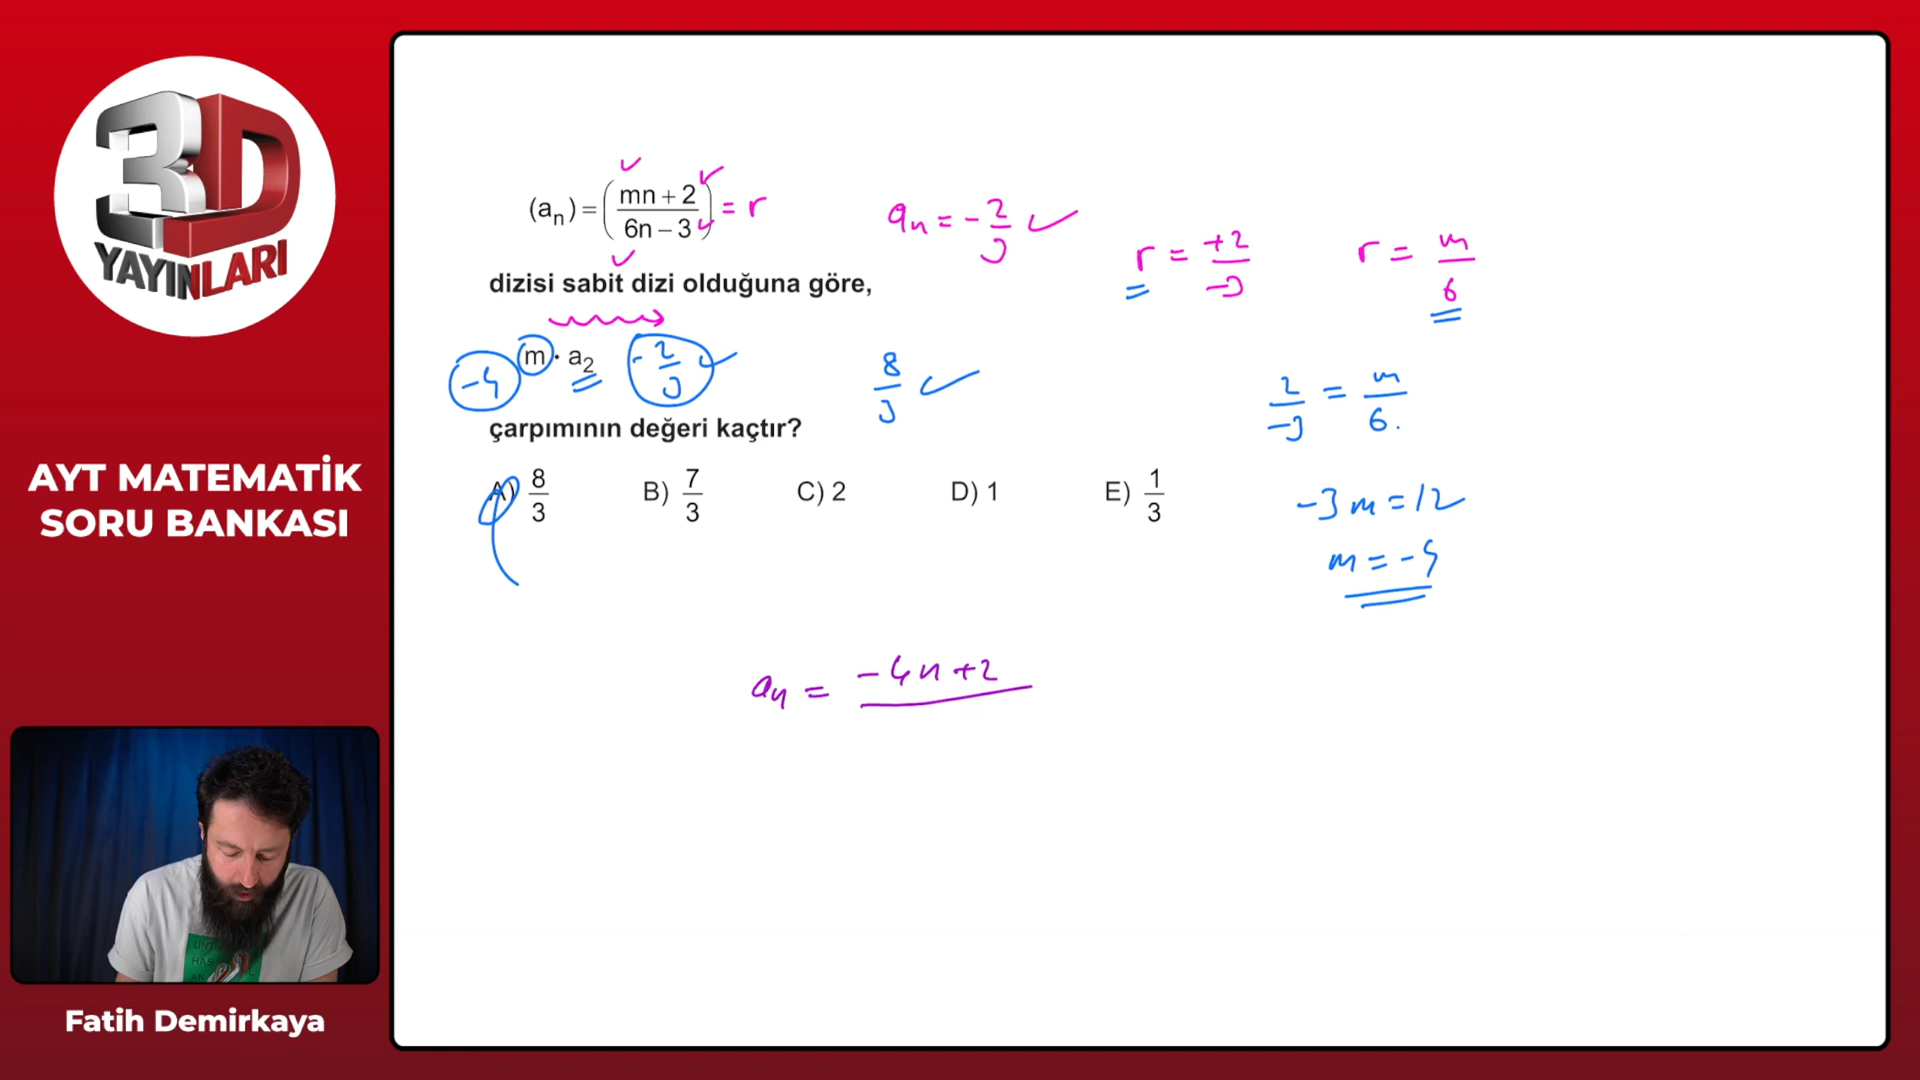 3D
YAYINLARI
AYT MATEMATİK
SORU BANKASI
Fatih Demirkaya
(aₙ) = (mn + 2 / 6n – 3) = r
aₙ = -2/3
r = +2/-3
r = m/6
dizisi sabit dizi olduğuna göre,
-4 m · a₂ -2/3
8/3
2/-3 = m/6.
çarpımının değeri kaçtır?
A) 8/3 B) 7/3 C) 2 D) 1 E) 1/3
-3m = 12
m = -4
aₙ = -4n+2